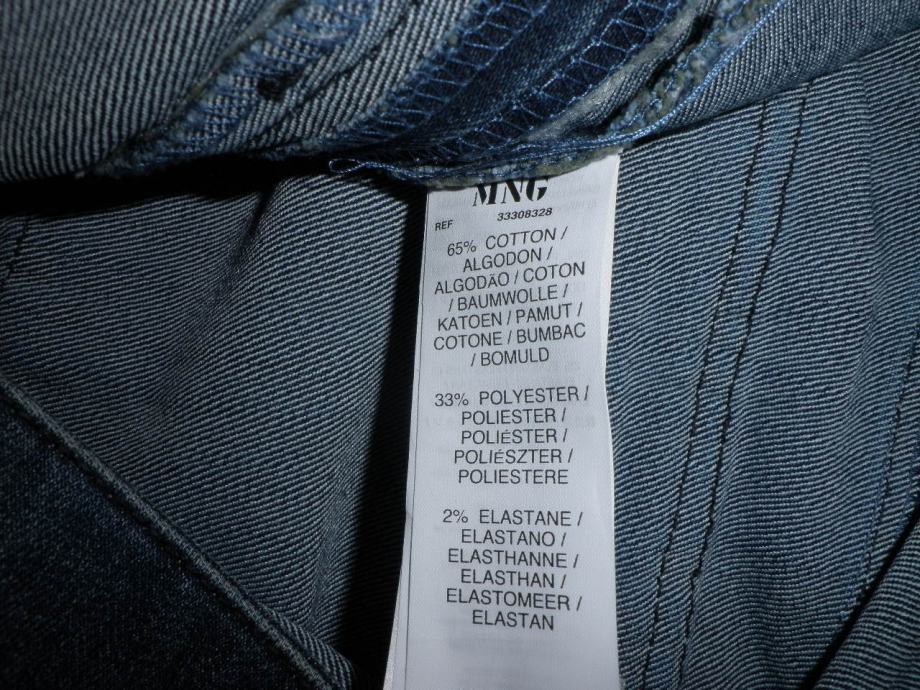 MNG
REF 33308328
65% COTTON /
ALGODON /
ALGODÃO / COTON
/ BAUMWOLLE /
KATOEN / PAMUT /
COTONE / BUMBAC
/ BOMULD
33% POLYESTER /
POLIESTER /
POLIÉSTER /
POLIÉSZTER /
POLIESTERE
2% ELASTANE /
ELASTANO /
ELASTHANNE /
ELASTHAN /
ELASTOMEER /
ELASTAN